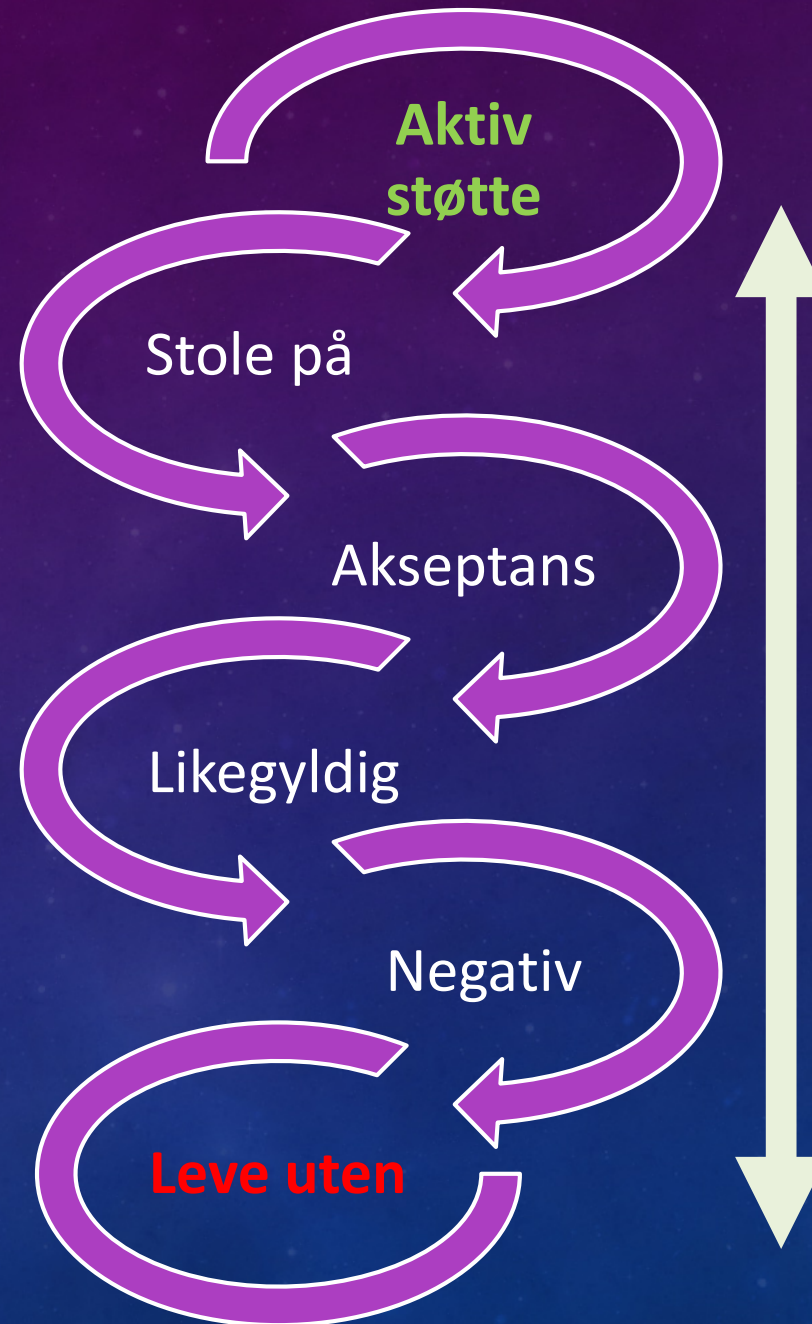 Aktiv
støtte
Stole på
Akseptans
Likegyldig
Negativ
Leve uten